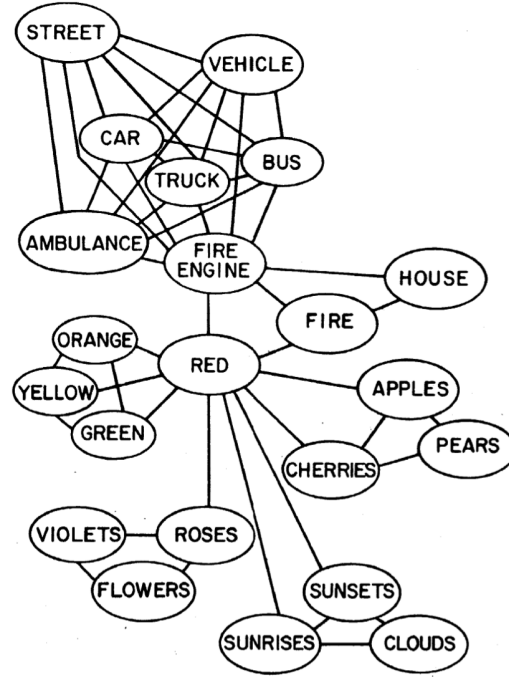 STREET
VEHICLE
CAR
TRUCK
BUS
AMBULANCE
FIRE
ENGINE
HOUSE
FIRE
ORANGE
RED
YELLOW
GREEN
APPLES
PEARS
CHERRIES
VIOLETS
ROSES
FLOWERS
SUNSETS
SUNRISES
CLOUDS